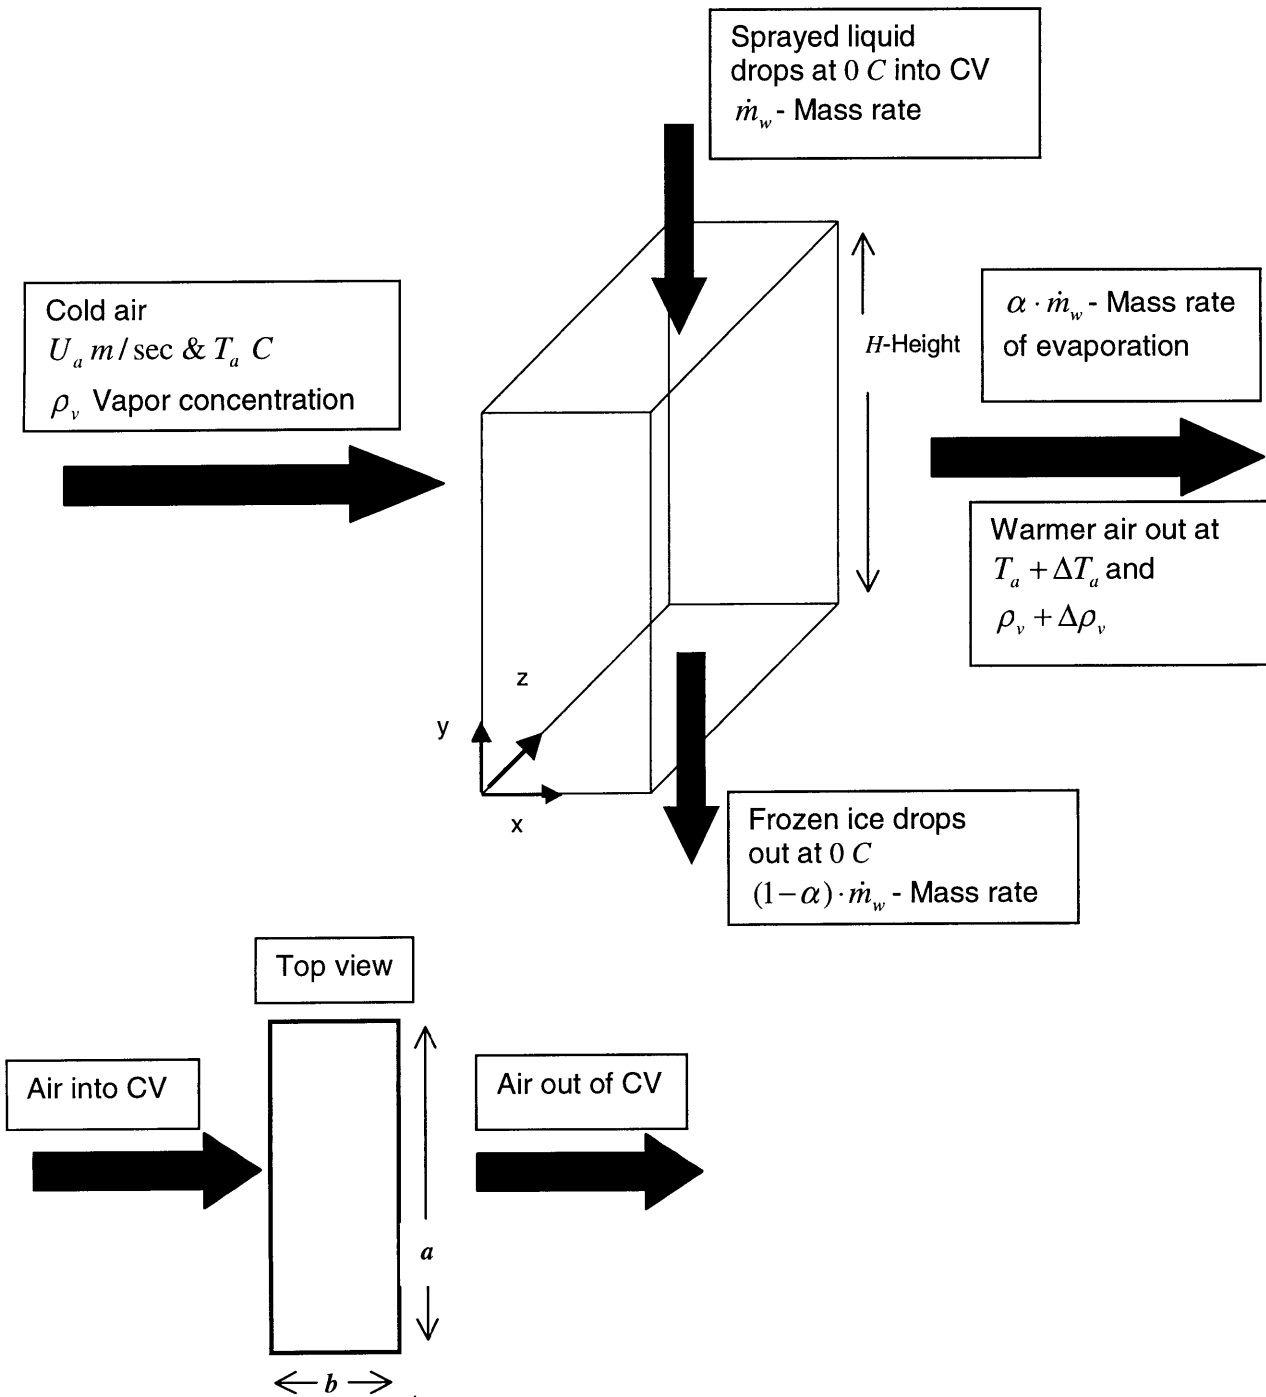 Sprayed liquid
drops at 0 C into CV
ṁ_w - Mass rate
Cold air
U_a m / sec & T_a C
ρ_v Vapor concentration
H-Height
α · ṁ_w - Mass rate
of evaporation
Warmer air out at
T_a + ΔT_a and
ρ_v + Δρ_v
z
y
x
Frozen ice drops
out at 0 C
(1−α) · ṁ_w - Mass rate
Top view
Air into CV
Air out of CV
a
b